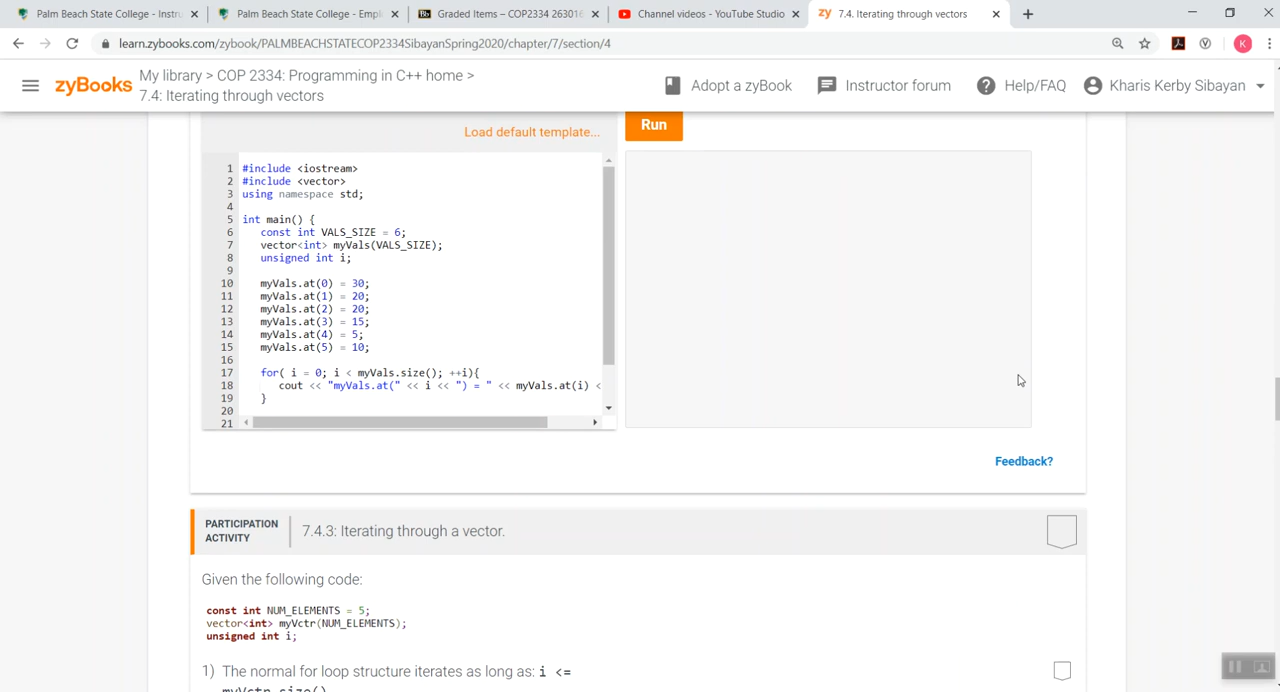 Palm Beach State College - Instru
Palm Beach State College - Empl
Graded Items – COP2334 263016
Channel videos - YouTube Studio
zy 7.4. Iterating through vectors
learn.zybooks.com/zybook/PALMBEACHSTATECOP2334SibayanSpring2020/chapter/7/section/4
K
zyBooks
My library > COP 2334: Programming in C++ home >
7.4: Iterating through vectors
Adopt a zyBook
Instructor forum
Help/FAQ
Kharis Kerby Sibayan
Load default template...
Run
1 #include <iostream>
2 #include <vector>
3 using namespace std;
4
5 int main() {
6 const int VALS_SIZE = 6;
7 vector<int> myVals(VALS_SIZE);
8 unsigned int i;
9
10 myVals.at(0) = 30;
11 myVals.at(1) = 20;
12 myVals.at(2) = 20;
13 myVals.at(3) = 15;
14 myVals.at(4) = 5;
15 myVals.at(5) = 10;
16
17 for( i = 0; i < myVals.size(); ++i){
18 cout << "myVals.at(" << i << ") = " << myVals.at(i) <
19 }
20
21
Feedback?
PARTICIPATION
ACTIVITY
7.4.3: Iterating through a vector.
Given the following code:
const int NUM_ELEMENTS = 5;
vector<int> myVctr(NUM_ELEMENTS);
unsigned int i;
1) The normal for loop structure iterates as long as: i <=
myVctr.size()